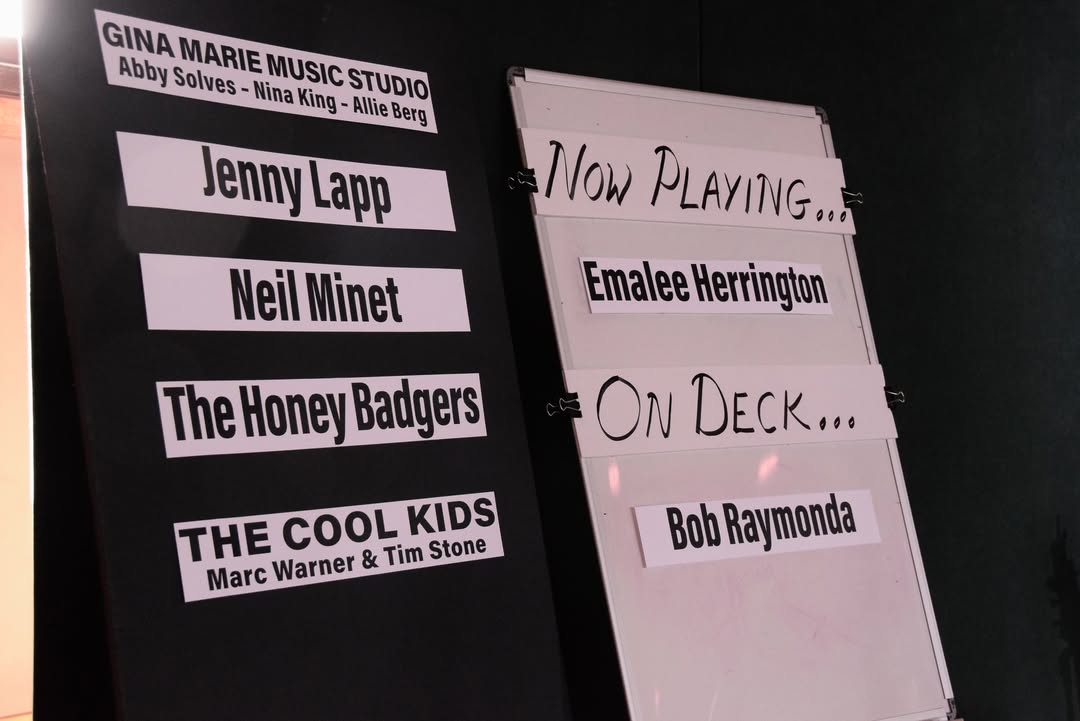 GINA MARIE MUSIC STUDIO
Abby Solves - Nina King - Allie Berg
Jenny Lapp
Neil Minet
The Honey Badgers
THE COOL KIDS
Marc Warner & Tim Stone
NOW PLAYING...
Emalee Herrington
ON DECK...
Bob Raymonda